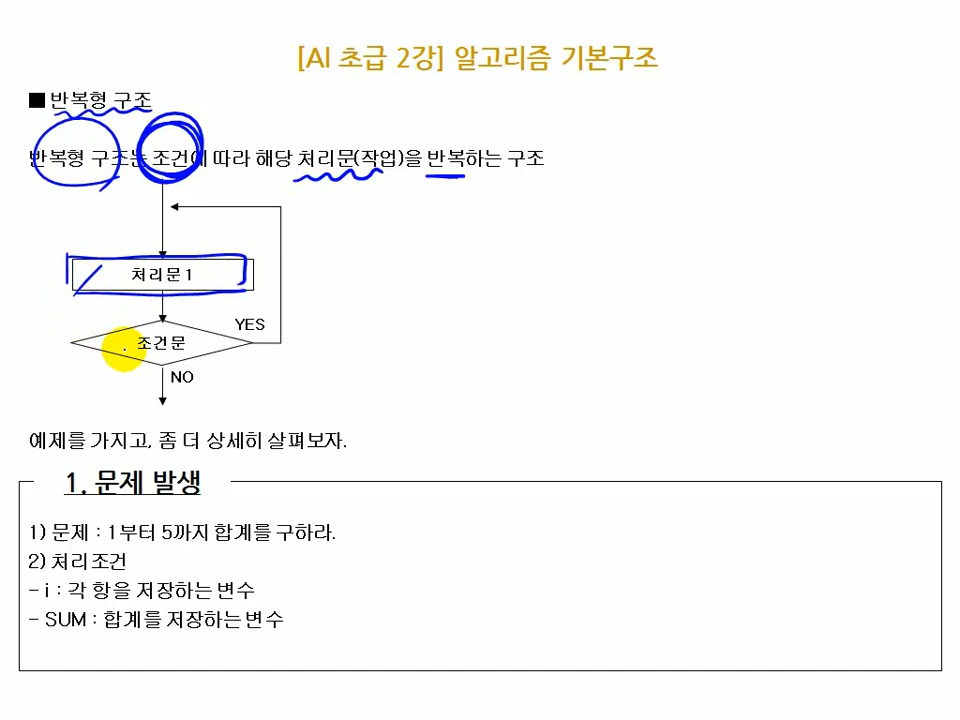 [AI 초급 2강] 알고리즘 기본구조
■ 반복형 구조
반복형 구조는 조건에 따라 해당 처리문(작업)을 반복하는 구조
처리문1
YES
조건문
NO
예제를 가지고, 좀 더 상세히 살펴보자.
1. 문제 발생
1) 문제 : 1부터 5까지 합계를 구하라.
2) 처리조건
- i : 각 항을 저장하는 변수
- SUM : 합계를 저장하는 변수